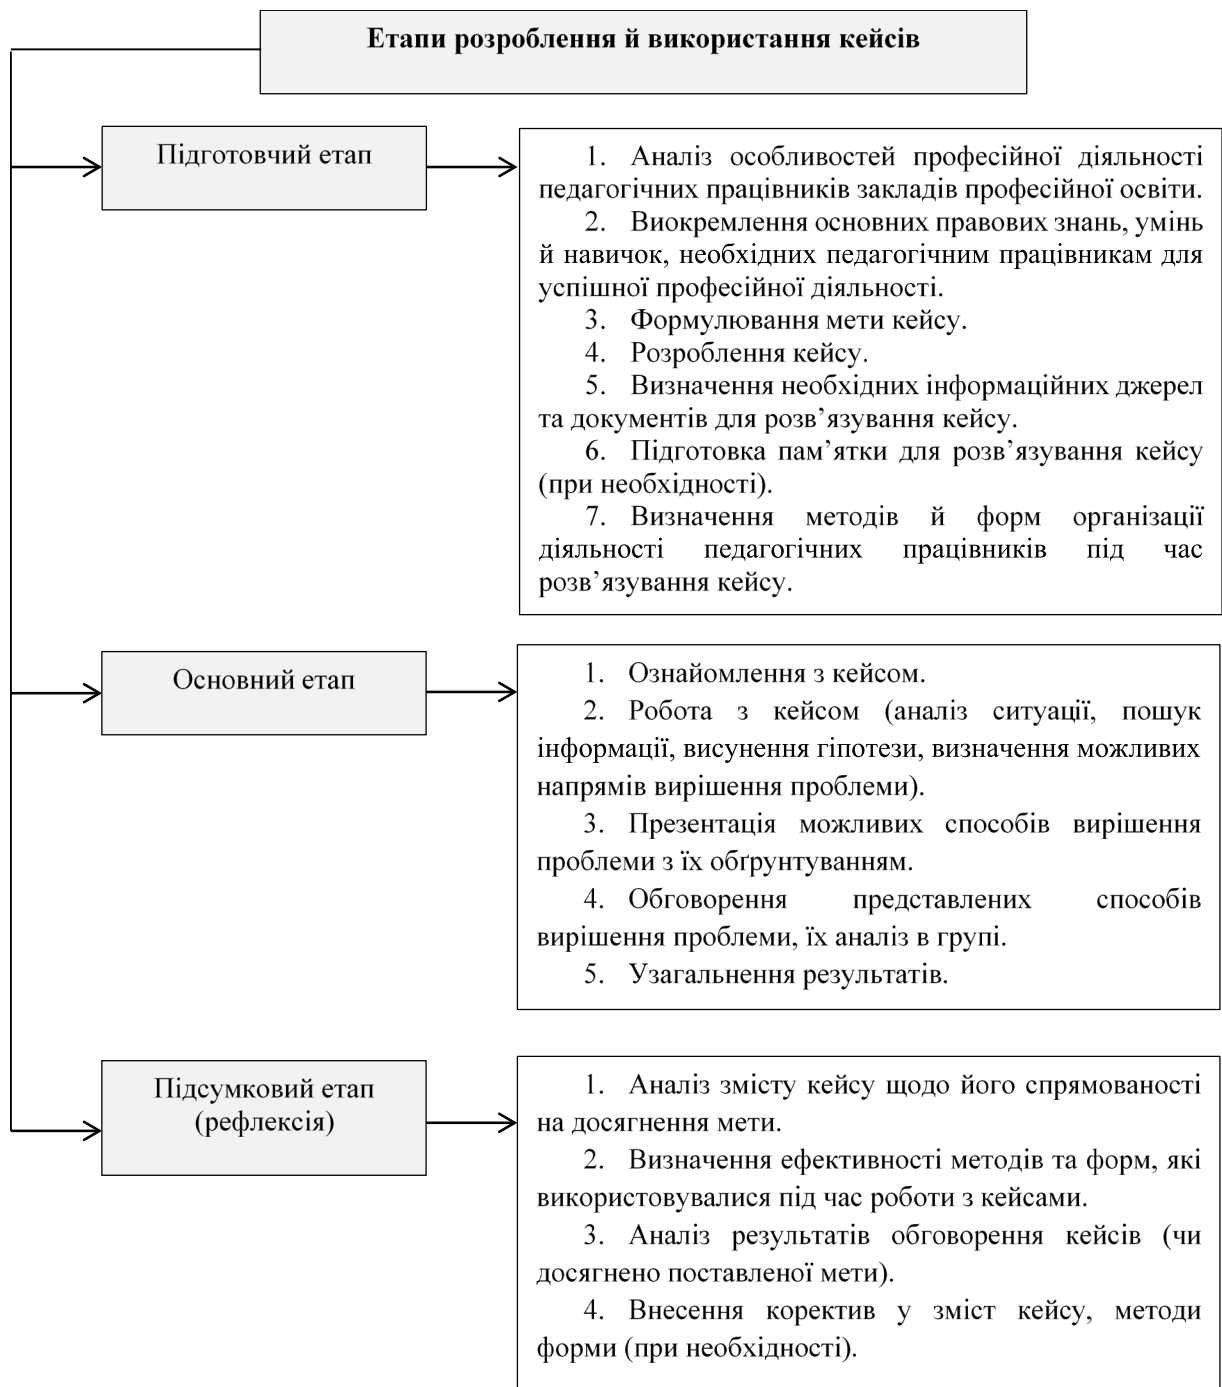 Етапи розроблення й використання кейсів
Підготовчий етап
1. Аналіз особливостей професійної діяльності
педагогічних працівників закладів професійної освіти.
2. Виокремлення основних правових знань, умінь
й навичок, необхідних педагогічним працівникам для
успішної професійної діяльності.
3. Формулювання мети кейсу.
4. Розроблення кейсу.
5. Визначення необхідних інформаційних джерел
та документів для розв’язування кейсу.
6. Підготовка пам’ятки для розв’язування кейсу
(при необхідності).
7. Визначення методів й форм організації
діяльності педагогічних працівників під час
розв’язування кейсу.
Основний етап
1. Ознайомлення з кейсом.
2. Робота з кейсом (аналіз ситуації, пошук
інформації, висунення гіпотези, визначення можливих
напрямів вирішення проблеми).
3. Презентація можливих способів вирішення
проблеми з їх обґрунтуванням.
4. Обговорення представлених способів
вирішення проблеми, їх аналіз в групі.
5. Узагальнення результатів.
Підсумковий етап
(рефлексія)
1. Аналіз змісту кейсу щодо його спрямованості
на досягнення мети.
2. Визначення ефективності методів та форм, які
використовувалися під час роботи з кейсами.
3. Аналіз результатів обговорення кейсів (чи
досягнено поставленої мети).
4. Внесення коректив у зміст кейсу, методи
форми (при необхідності).